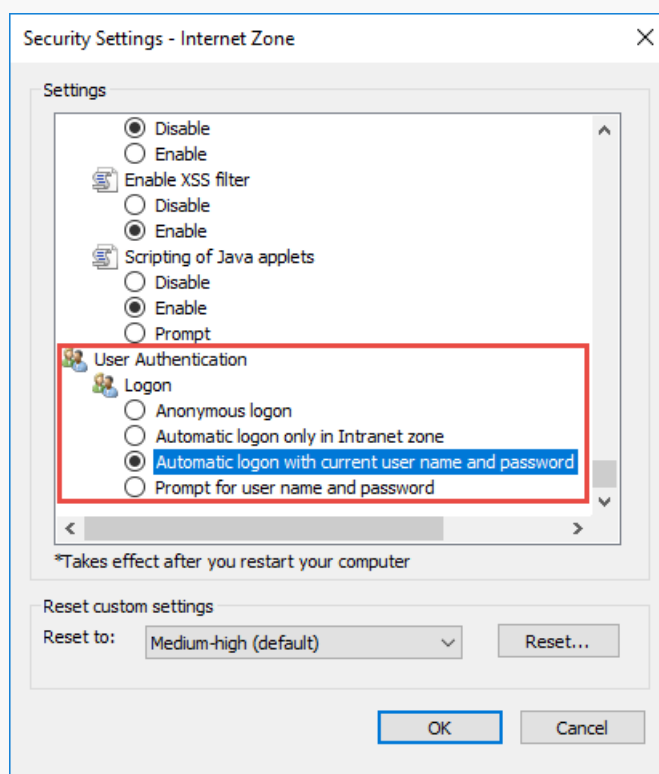 Security Settings - Internet Zone
Settings
Disable
Enable
Enable XSS filter
Disable
Enable
Scripting of Java applets
Disable
Enable
Prompt
User Authentication
Logon
Anonymous logon
Automatic logon only in Intranet zone
Automatic logon with current user name and password
Prompt for user name and password
*Takes effect after you restart your computer
Reset custom settings
Reset to:
Medium-high (default)
Reset...
OK
Cancel